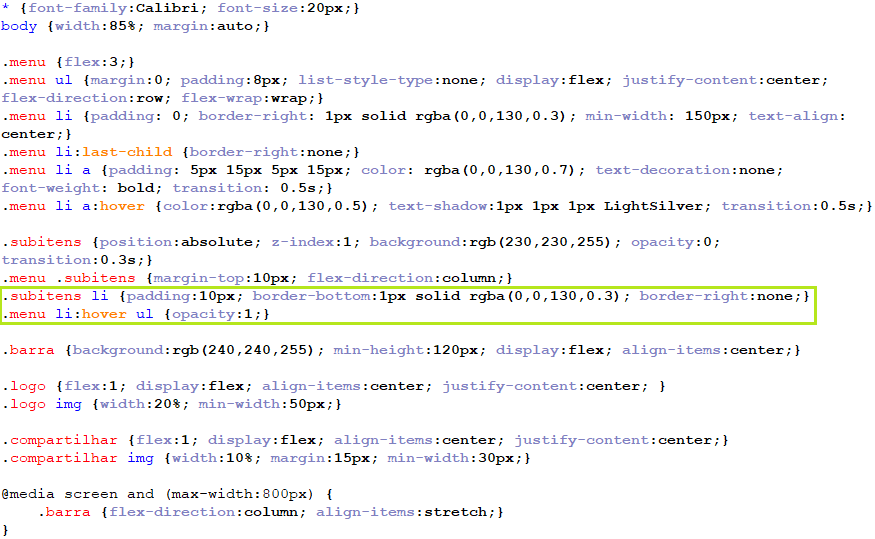 * {font-family:Calibri; font-size:20px;}
body {width:85%; margin:auto;}
.menu {flex:3;}
.menu ul {margin:0; padding:8px; list-style-type:none; display:flex; justify-content:center;
flex-direction:row; flex-wrap:wrap;}
.menu li {padding: 0; border-right: 1px solid rgba(0,0,130,0.3); min-width: 150px; text-align:
center;}
.menu li:last-child {border-right:none;}
.menu li a {padding: 5px 15px 5px 15px; color: rgba(0,0,130,0.7); text-decoration:none;
font-weight: bold; transition: 0.5s;}
.menu li a:hover {color:rgba(0,0,130,0.5); text-shadow:1px 1px 1px LightSilver; transition:0.5s;}
.subitens {position:absolute; z-index:1; background:rgb(230,230,255); opacity:0;
transition:0.3s;}
.menu .subitens {margin-top:10px; flex-direction:column;}
.subitens li {padding:10px; border-bottom:1px solid rgba(0,0,130,0.3); border-right:none;}
.menu li:hover ul {opacity:1;}
.barra {background:rgb(240,240,255); min-height:120px; display:flex; align-items:center;}
.logo {flex:1; display:flex; align-items:center; justify-content:center; }
.logo img {width:20%; min-width:50px;}
.compartilhar {flex:1; display:flex; align-items:center; justify-content:center;}
.compartilhar img {width:10%; margin:15px; min-width:30px;}
@media screen and (max-width:800px) {
.barra {flex-direction:column; align-items:stretch;}
}